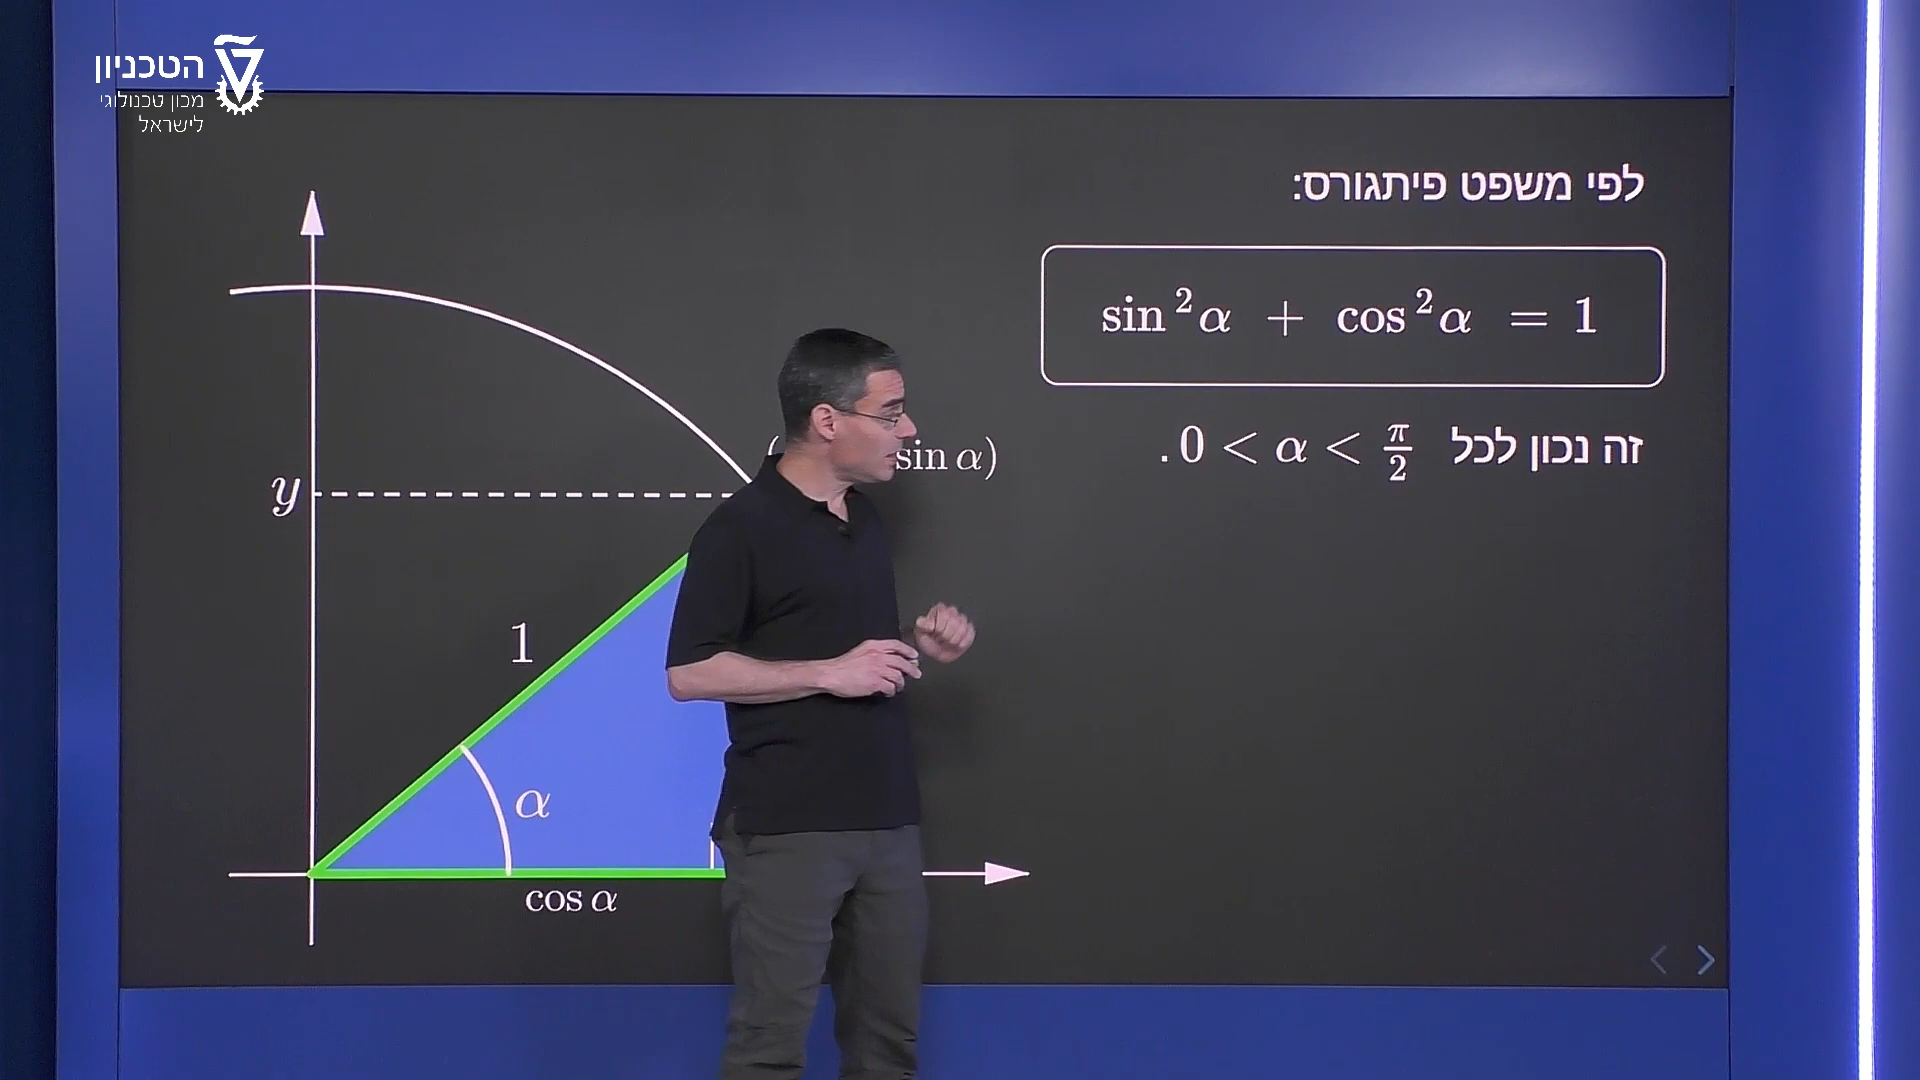 הטכניון
מכון טכנולוגי
לישראל
לפי משפט פיתגורס:
sin²α + cos²α = 1
זה נכון לכל 0 < α < π/2 .
sin α)
y
1
α
cos α